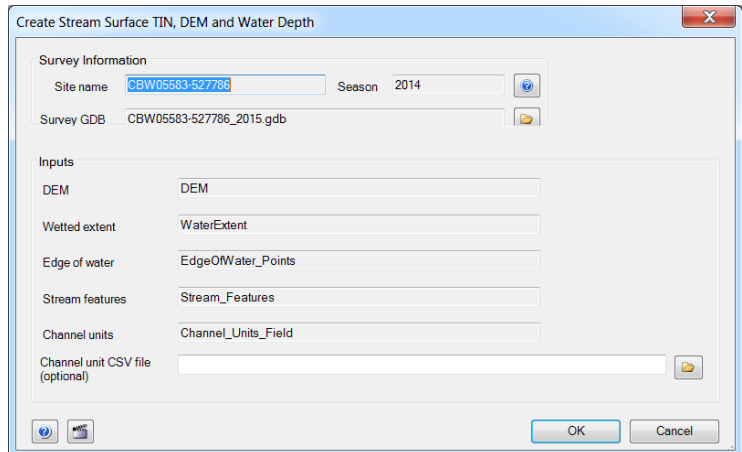 Create Stream Surface TIN, DEM and Water Depth
X
Survey Information
Site name CBW05583-527786 Season 2014
Survey GDB CBW05583-527786_2015.gdb
Inputs
DEM DEM
Wetted extent WaterExtent
Edge of water EdgeOfWater_Points
Stream features Stream_Features
Channel units Channel_Units_Field
Channel unit CSV file
(optional)
OK Cancel